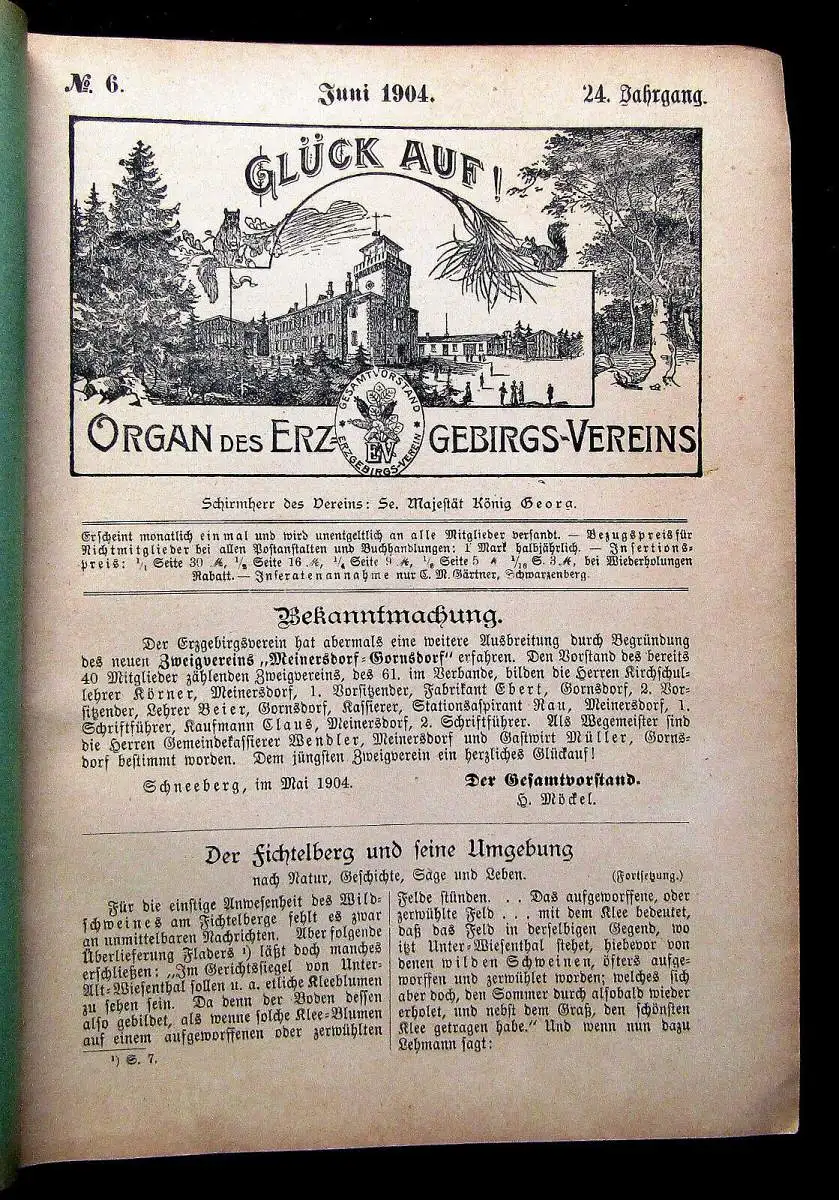 No. 6.
Juni 1904.
24. Jahrgang.
GLÜCK AUF!
GESAMTVORSTAND
ERZGEBIRGS-VEREIN
EV
ORGAN DES ERZ-GEBIRGS-VEREINS
Schirmherr des Vereins: Se. Majestät König Georg.
Erscheint monatlich einmal und wird unentgeltlich an alle Mitglieder versandt. — Bezugspreis für
Nichtmitglieder bei allen Postanstalten und Buchhandlungen: 1 Mark halbjährlich. — Insertions-
preis: 1/1 Seite 30 ℳ, 1/2 Seite 16 ℳ, 1/4 Seite 9 ℳ, 1/8 Seite 5 ℳ 1/16 S. 3 ℳ, bei Wiederholungen
Rabatt. — Inseratenannahme nur C. M. Gärtner, Schwarzenberg.
Bekanntmachung.
Der Erzgebirgsverein hat abermals eine weitere Ausbreitung durch Begründung
des neuen Zweigvereins „Meinersdorf-Gornsdorf“ erfahren. Den Vorstand des bereits
40 Mitglieder zählenden Zweigvereins, des 61. im Verbande, bilden die Herren Kirchschul-
lehrer Körner, Meinersdorf, 1. Vorsitzender, Fabrikant Ebert, Gornsdorf, 2. Vor-
sitzender, Lehrer Beier, Gornsdorf, Kassierer, Stationsaspirant Rau, Meinersdorf, 1.
Schriftführer, Kaufmann Claus, Meinersdorf, 2. Schriftführer. Als Wegemeister sind
die Herren Gemeindekassierer Wendler, Meinersdorf und Gastwirt Müller, Gorns-
dorf bestimmt worden. Dem jüngsten Zweigverein ein herzliches Glückauf!
Schneeberg, im Mai 1904.
Der Gesamtvorstand.
H. Möckel.
Der Fichtelberg und seine Umgebung
nach Natur, Geschichte, Sage und Leben.
(Fortsetzung.)
Für die einstige Anwesenheit des Wild-
schweines am Fichtelberge fehlt es zwar
an unmittelbaren Nachrichten. Aber folgende
Überlieferung Fladers ¹) läßt doch manches
erschließen: „Im Gerichtssiegel von Unter-
Alt-Wiesenthal sollen u. a. etliche Kleeblumen
zu sehen sein. Da denn der Boden dessen
also gebildet, als wenne solche Klee-Blumen
auf einem aufgeworffenen oder zerwühlten
¹) S. 7.
Felde stünden. . . Das aufgeworffene, oder
zerwühlte Feld . . . mit dem Klee bedeutet,
daß das Feld in derselbigen Gegend, wo
itzt Unter-Wiesenthal stehet, hiebevor von
denen wilden Schweinen, öfters aufge-
worffen und zerwühlet worden; welches sich
aber doch, den Sommer durch alsobald wieder
erholet, und nebst dem Graß, den schönsten
Klee getragen habe.“ Und wenn nun dazu
Lehmann sagt: